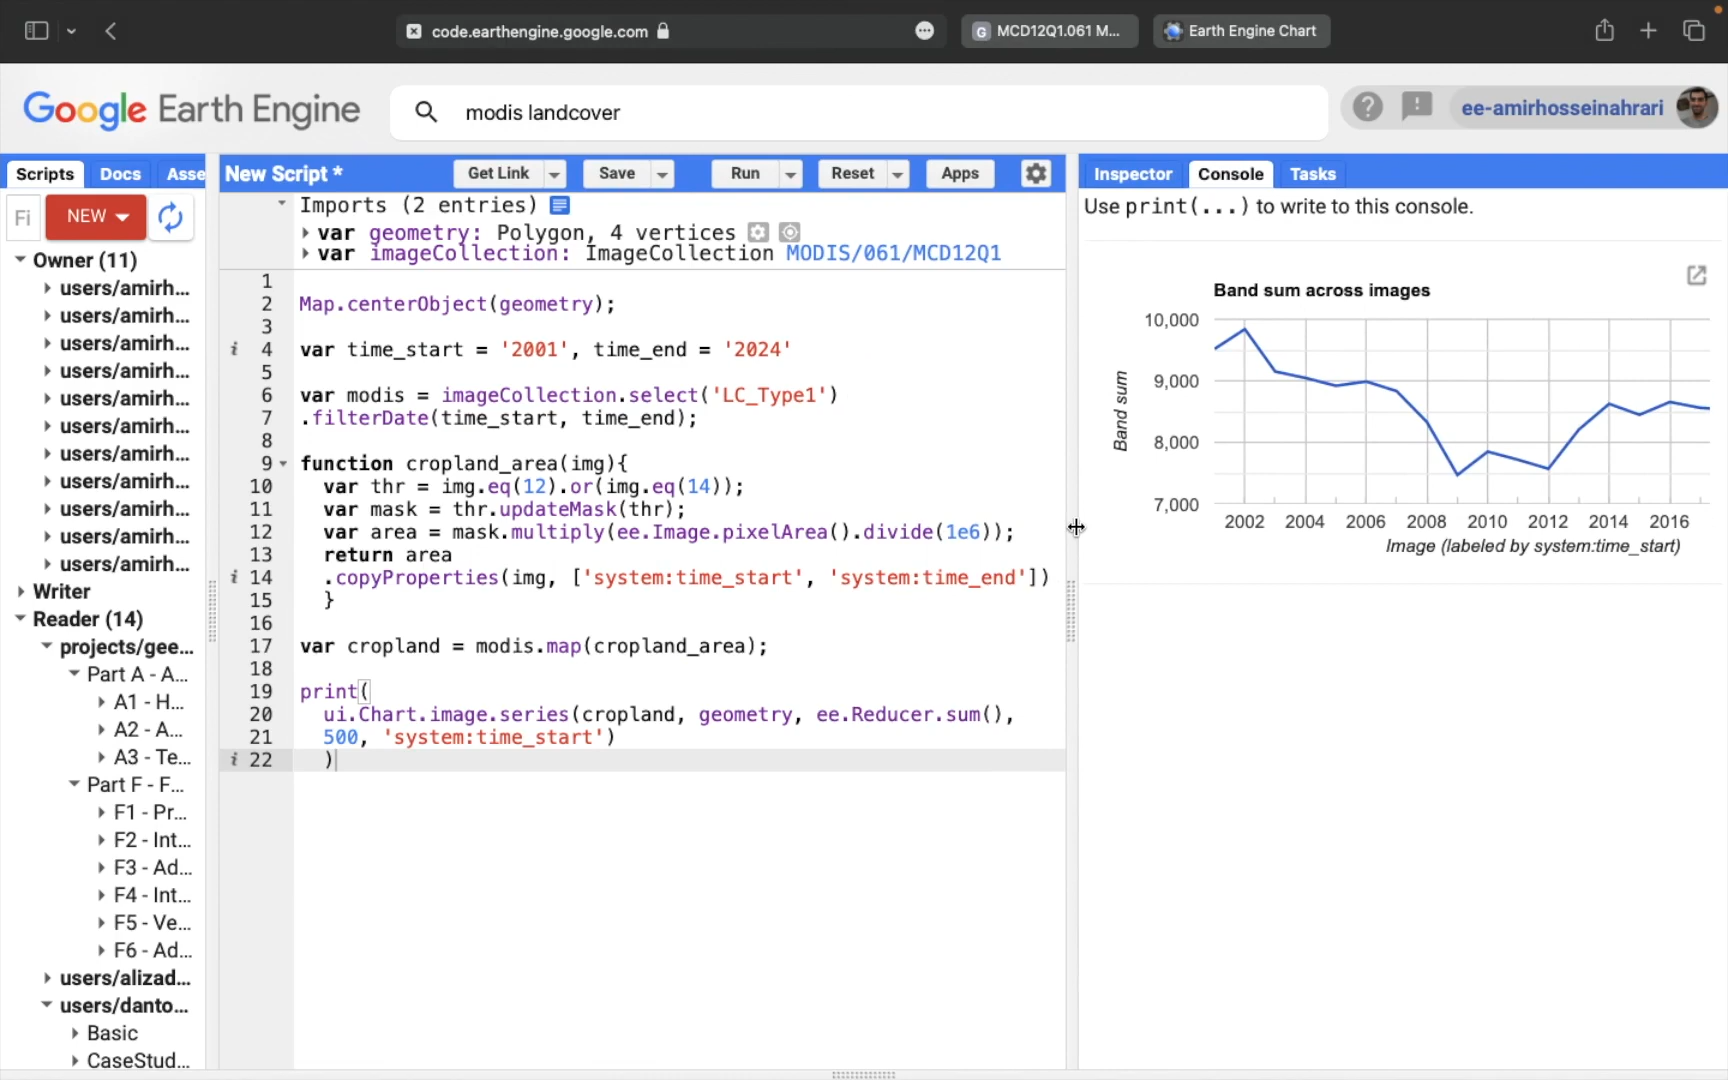 code.earthengine.google.com
MCD12Q1.061 M...
Earth Engine Chart
Google Earth Engine
modis landcover
ee-amirhosseinahrari
Scripts
Docs
Asse
Fi
NEW
Owner (11)
users/amirh...
users/amirh...
users/amirh...
users/amirh...
users/amirh...
users/amirh...
users/amirh...
users/amirh...
users/amirh...
users/amirh...
users/amirh...
Writer
Reader (14)
projects/gee...
Part A - A...
A1 - H...
A2 - A...
A3 - Te...
Part F - F...
F1 - Pr...
F2 - Int...
F3 - Ad...
F4 - Int...
F5 - Ve...
F6 - Ad...
users/alizad...
users/danto...
Basic
CaseStud...
New Script *
Get Link
Save
Run
Reset
Apps
Imports (2 entries)
var geometry: Polygon, 4 vertices
var imageCollection: ImageCollection MODIS/061/MCD12Q1
1
2 Map.centerObject(geometry);
3
i 4 var time_start = '2001', time_end = '2024'
5
6 var modis = imageCollection.select('LC_Type1')
7 .filterDate(time_start, time_end);
8
9 function cropland_area(img){
10 var thr = img.eq(12).or(img.eq(14));
11 var mask = thr.updateMask(thr);
12 var area = mask.multiply(ee.Image.pixelArea().divide(1e6));
13 return area
i 14 .copyProperties(img, ['system:time_start', 'system:time_end'])
15 }
16
17 var cropland = modis.map(cropland_area);
18
19 print(
20 ui.Chart.image.series(cropland, geometry, ee.Reducer.sum(),
21 500, 'system:time_start')
i 22 )
Inspector
Console
Tasks
Use print(...) to write to this console.
Band sum across images
10,000
9,000
8,000
7,000
Band sum
2002 2004 2006 2008 2010 2012 2014 2016
Image (labeled by system:time_start)